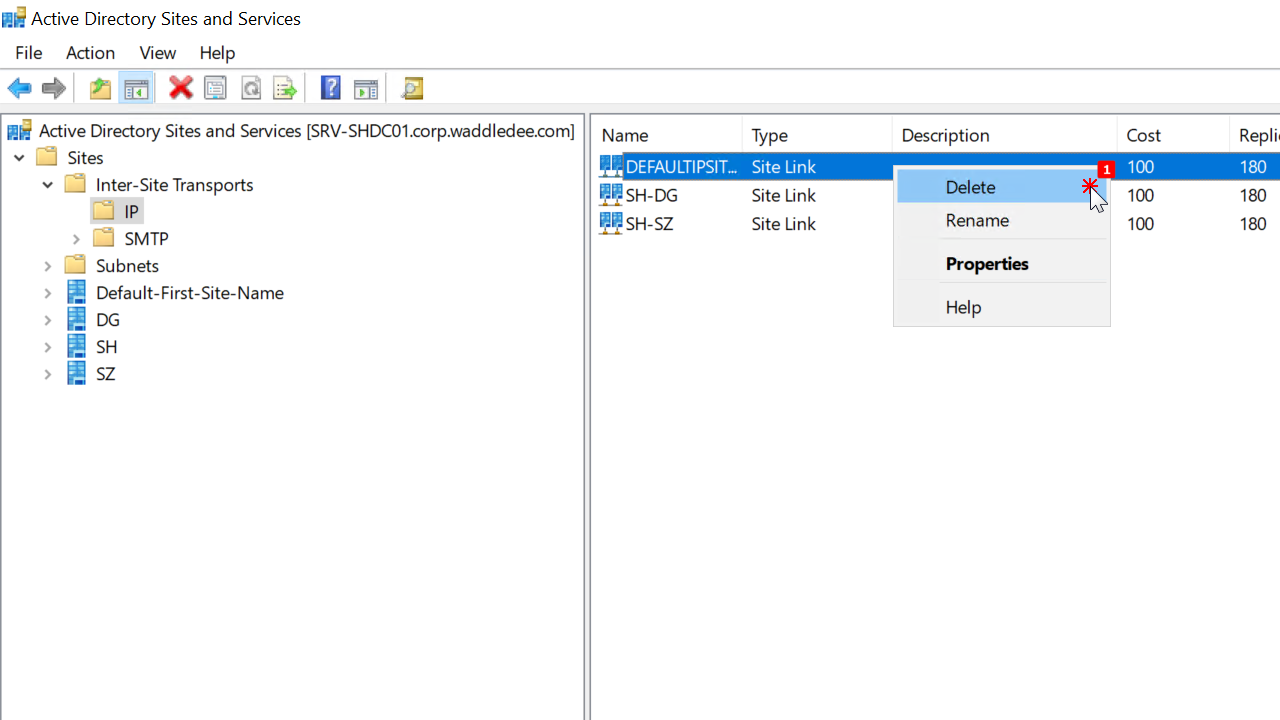 Active Directory Sites and Services
File Action View Help
Active Directory Sites and Services [SRV-SHDC01.corp.waddledee.com]
Sites
Inter-Site Transports
IP
SMTP
Subnets
Default-First-Site-Name
DG
SH
SZ
Name Type Description Cost Replic
DEFAULTIPSIT... Site Link 100 180
SH-DG Site Link 100 180
SH-SZ Site Link 100 180
1
Delete
Rename
Properties
Help